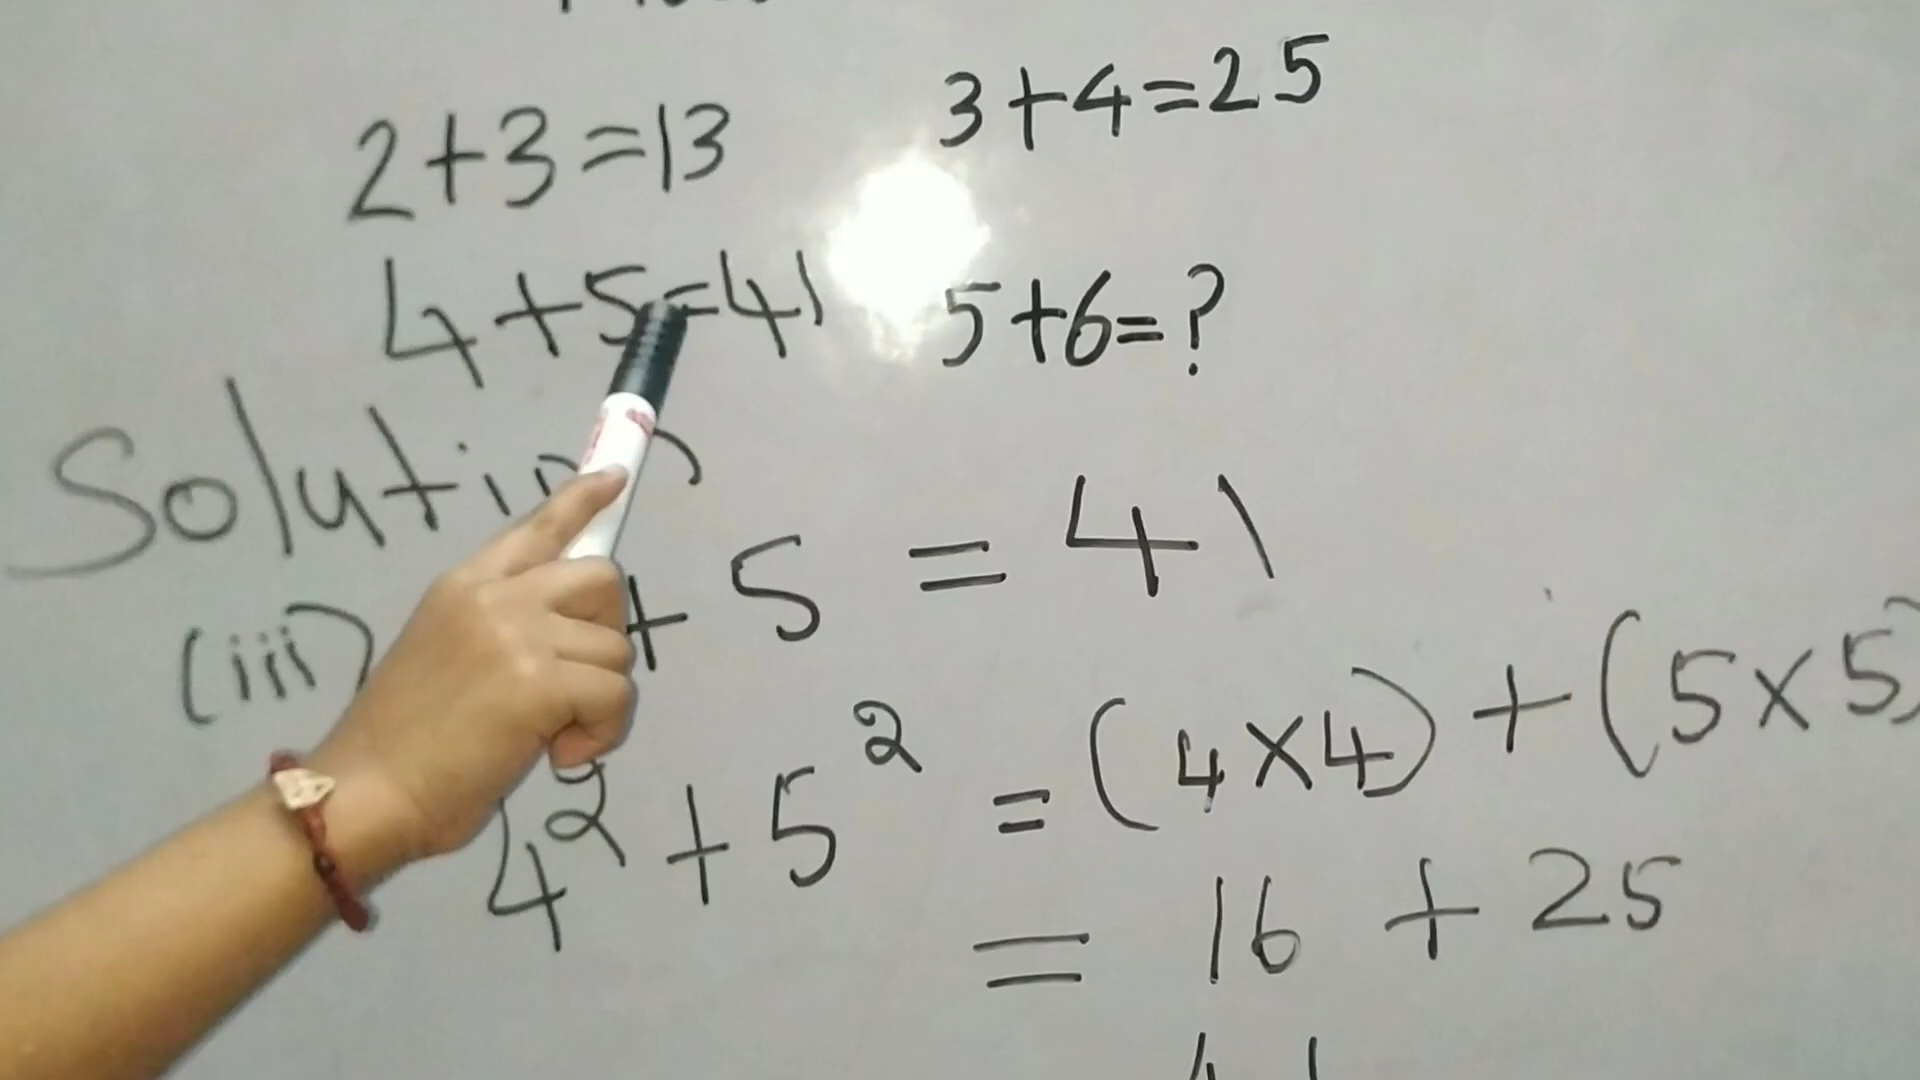 2+3=13 3+4=25
4+5=41 5+6=?
(iii) + 5 = 41
4² + 5² = (4×4) + (5×5)
= 16 + 25
41